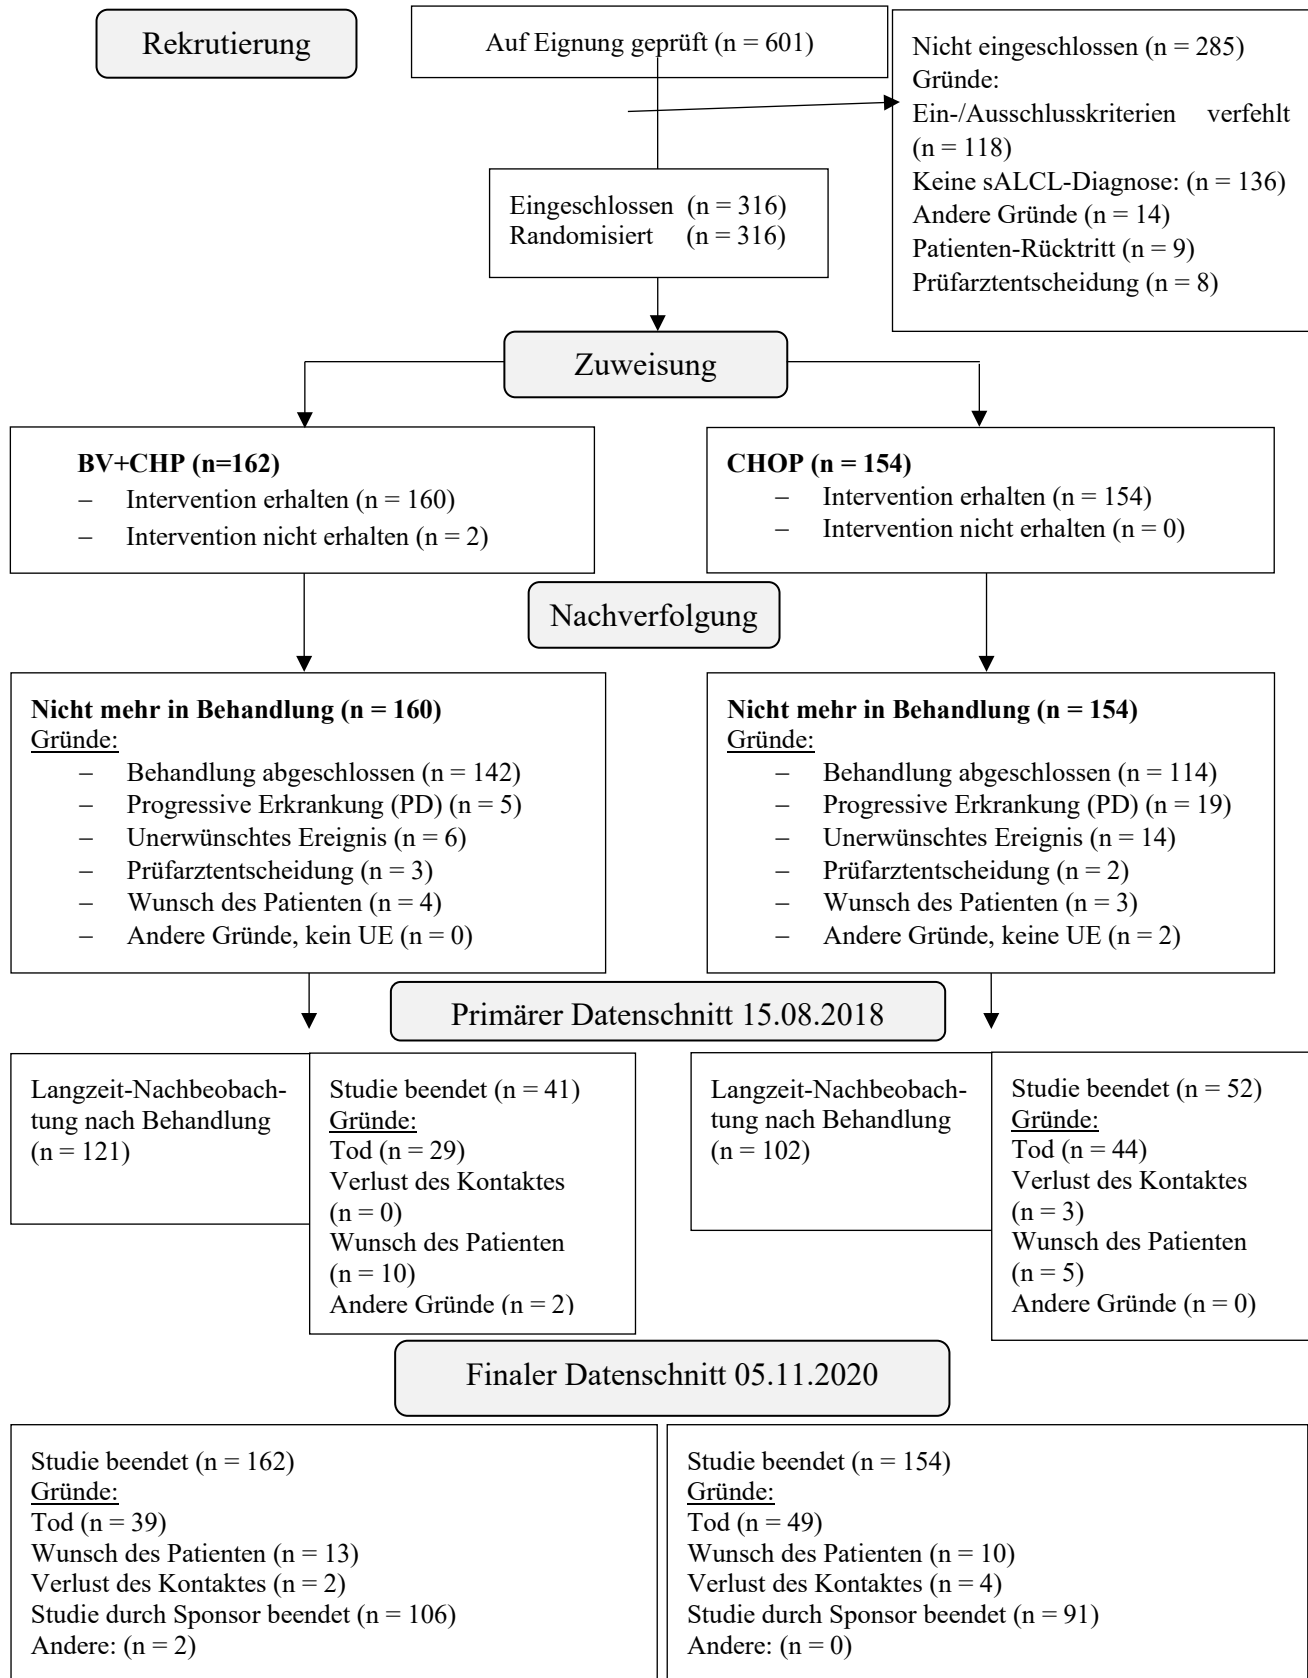 Rekrutierung
Auf Eignung geprüft (n = 601)
Nicht eingeschlossen (n = 285)
Gründe:
Ein-/Ausschlusskriterien verfehlt
(n = 118)
Keine sALCL-Diagnose: (n = 136)
Andere Gründe (n = 14)
Patienten-Rücktritt (n = 9)
Prüfarztentscheidung (n = 8)
Eingeschlossen (n = 316)
Randomisiert (n = 316)
Zuweisung
BV+CHP (n=162)
– Intervention erhalten (n = 160)
– Intervention nicht erhalten (n = 2)
CHOP (n = 154)
– Intervention erhalten (n = 154)
– Intervention nicht erhalten (n = 0)
Nachverfolgung
Nicht mehr in Behandlung (n = 160)
Gründe:
– Behandlung abgeschlossen (n = 142)
– Progressive Erkrankung (PD) (n = 5)
– Unerwünschtes Ereignis (n = 6)
– Prüfarztentscheidung (n = 3)
– Wunsch des Patienten (n = 4)
– Andere Gründe, kein UE (n = 0)
Nicht mehr in Behandlung (n = 154)
Gründe:
– Behandlung abgeschlossen (n = 114)
– Progressive Erkrankung (PD) (n = 19)
– Unerwünschtes Ereignis (n = 14)
– Prüfarztentscheidung (n = 2)
– Wunsch des Patienten (n = 3)
– Andere Gründe, keine UE (n = 2)
Primärer Datenschnitt 15.08.2018
Langzeit-Nachbeobach-
tung nach Behandlung
(n = 121)
Studie beendet (n = 41)
Gründe:
Tod (n = 29)
Verlust des Kontaktes
(n = 0)
Wunsch des Patienten
(n = 10)
Andere Gründe (n = 2)
Langzeit-Nachbeobach-
tung nach Behandlung
(n = 102)
Studie beendet (n = 52)
Gründe:
Tod (n = 44)
Verlust des Kontaktes
(n = 3)
Wunsch des Patienten
(n = 5)
Andere Gründe (n = 0)
Finaler Datenschnitt 05.11.2020
Studie beendet (n = 162)
Gründe:
Tod (n = 39)
Wunsch des Patienten (n = 13)
Verlust des Kontaktes (n = 2)
Studie durch Sponsor beendet (n = 106)
Andere: (n = 2)
Studie beendet (n = 154)
Gründe:
Tod (n = 49)
Wunsch des Patienten (n = 10)
Verlust des Kontaktes (n = 4)
Studie durch Sponsor beendet (n = 91)
Andere: (n = 0)